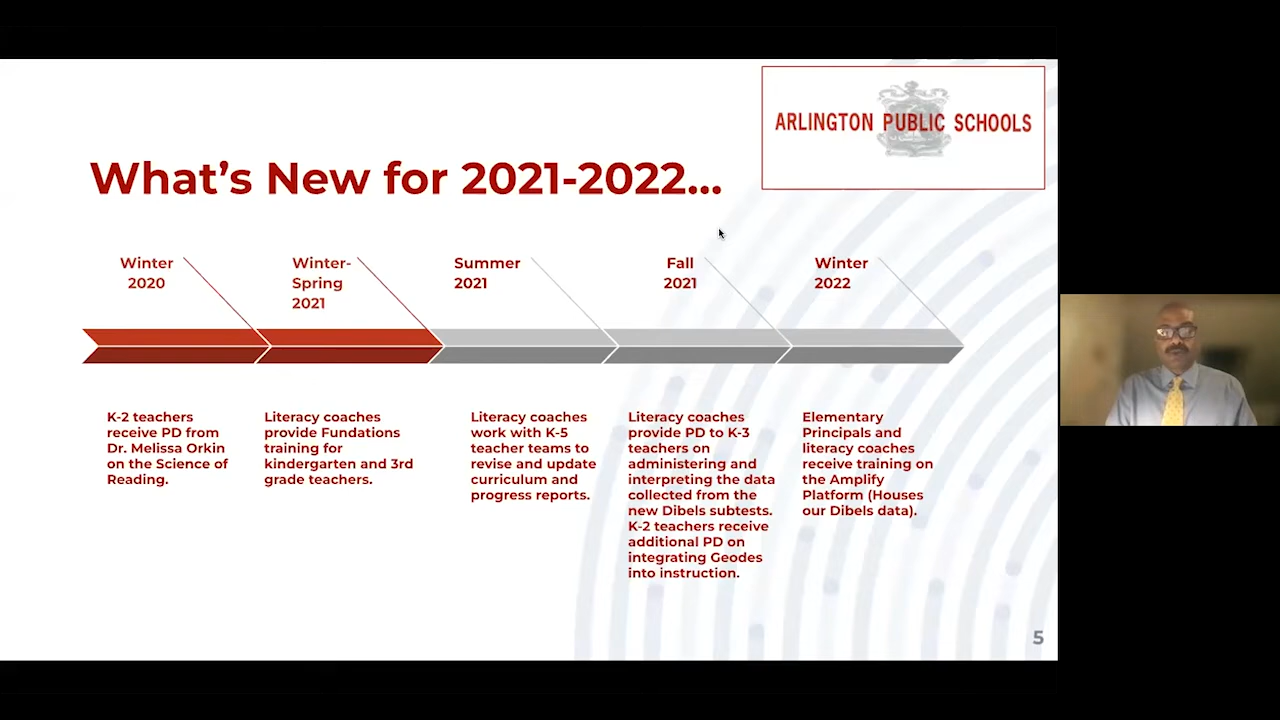 ARLINGTON PUBLIC SCHOOLS
What's New for 2021-2022...
Winter
2020
Winter-
Spring
2021
Summer
2021
Fall
2021
Winter
2022
K-2 teachers
receive PD from
Dr. Melissa Orkin
on the Science of
Reading.
Literacy coaches
provide Fundations
training for
kindergarten and 3rd
grade teachers.
Literacy coaches
work with K-5
teacher teams to
revise and update
curriculum and
progress reports.
Literacy coaches
provide PD to K-3
teachers on
administering and
interpreting the data
collected from the
new Dibels subtests.
K-2 teachers receive
additional PD on
integrating Geodes
into instruction.
Elementary
Principals and
literacy coaches
receive training on
the Amplify
Platform (Houses
our Dibels data).
5